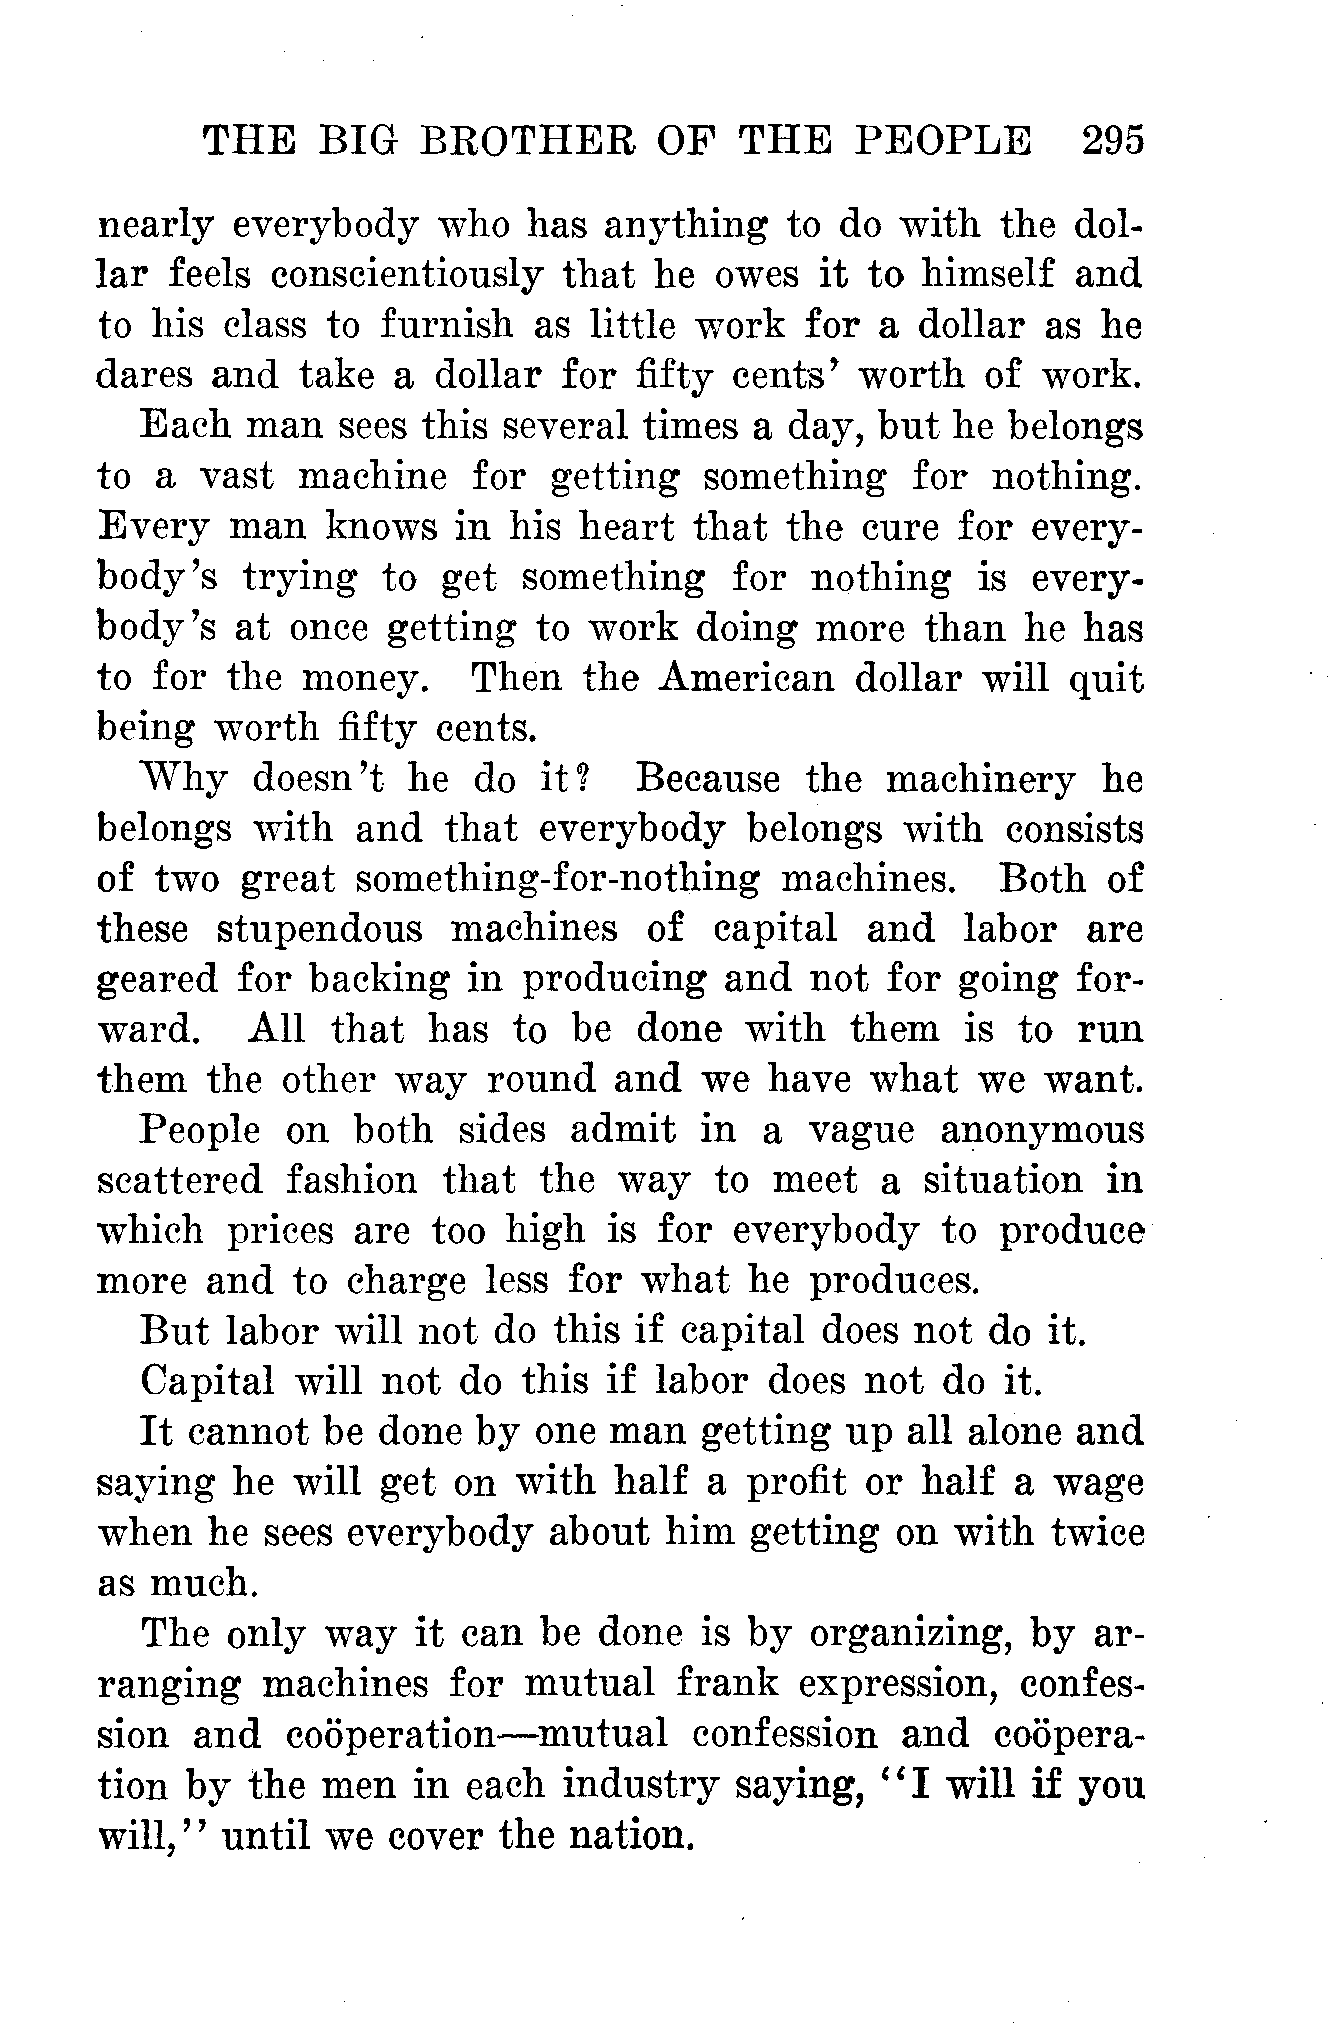 THE BIG BROTHER OF THE PEOPLE 295
nearly everybody who has anything to do with the dol-
lar feels conscientiously that he owes it to himself and
to his class to furnish as little work for a dollar as he
dares and take a dollar for fifty cents' worth of work.
Each man sees this several times a day, but he belongs
to a vast machine for getting something for nothing.
Every man knows in his heart that the cure for every-
body's trying to get something for nothing is every-
body's at once getting to work doing more than he has
to for the money. Then the American dollar will quit
being worth fifty cents.
Why doesn't he do it? Because the machinery he
belongs with and that everybody belongs with consists
of two great something-for-nothing machines. Both of
these stupendous machines of capital and labor are
geared for backing in producing and not for going for-
ward. All that has to be done with them is to run
them the other way round and we have what we want.
People on both sides admit in a vague anonymous
scattered fashion that the way to meet a situation in
which prices are too high is for everybody to produce
more and to charge less for what he produces.
But labor will not do this if capital does not do it.
Capital will not do this if labor does not do it.
It cannot be done by one man getting up all alone and
saying he will get on with half a profit or half a wage
when he sees everybody about him getting on with twice
as much.
The only way it can be done is by organizing, by ar-
ranging machines for mutual frank expression, confes-
sion and coöperation—mutual confession and coöpera-
tion by the men in each industry saying, "I will if you
will," until we cover the nation.